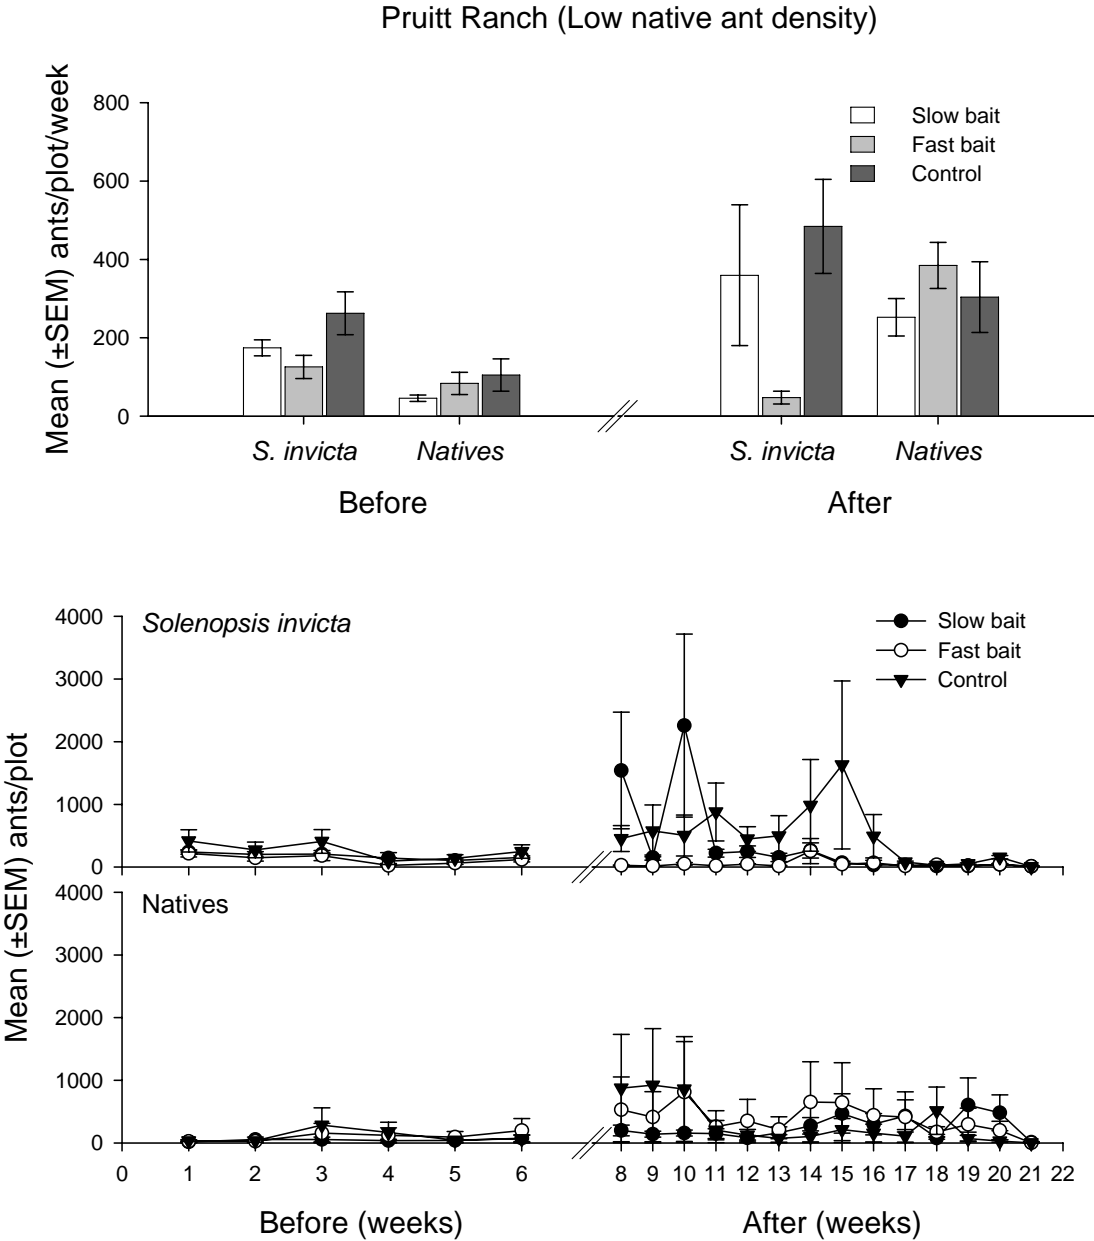 Pruitt Ranch (Low native ant density)
Mean (±SEM) ants/plot/week
800
600
400
200
0
Slow bait
Fast bait
Control
S. invicta Natives S. invicta Natives
Before After
Mean (±SEM) ants/plot
4000
3000
2000
1000
0
Solenopsis invicta
Slow bait
Fast bait
Control
4000
3000
2000
1000
0
Natives
0 1 2 3 4 5 6 8 9 10 11 12 13 14 15 16 17 18 19 20 21 22
Before (weeks) After (weeks)